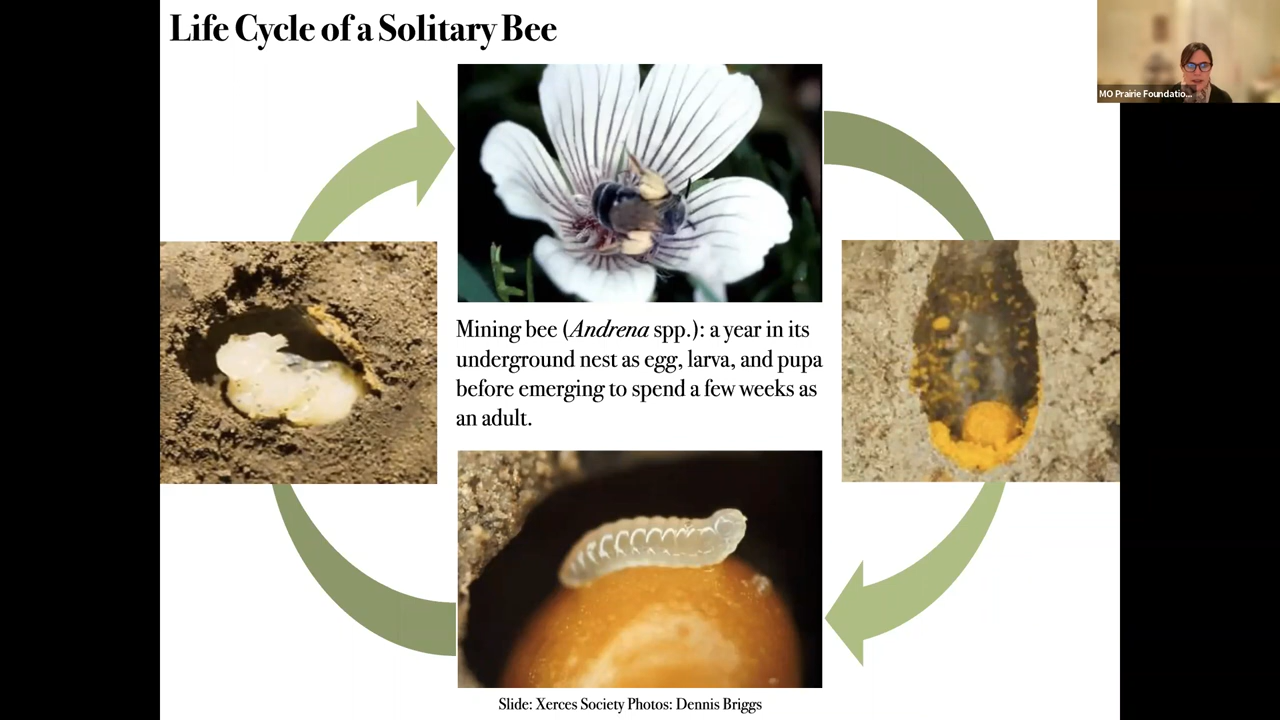 Life Cycle of a Solitary Bee
MO Prairie Foundatio...
Mining bee (Andrena spp.): a year in its
underground nest as egg, larva, and pupa
before emerging to spend a few weeks as
an adult.
Slide: Xerces Society Photos: Dennis Briggs